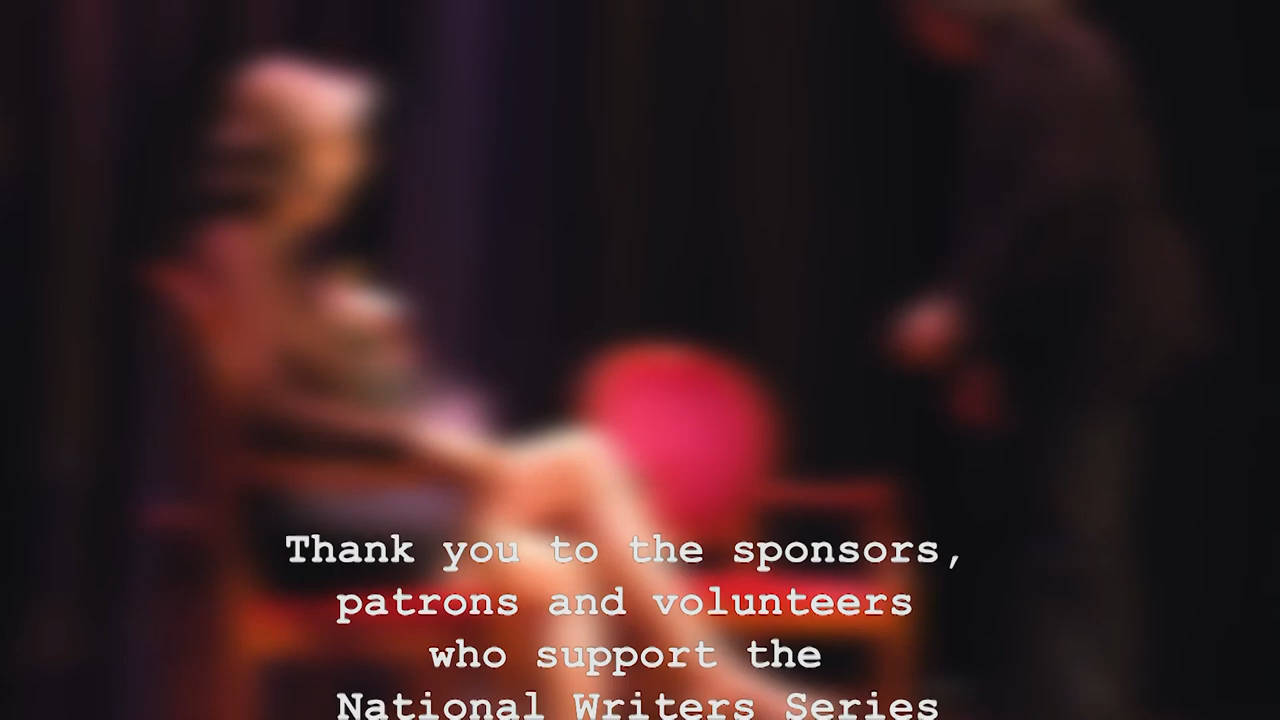 Thank you to the sponsors,
patrons and volunteers
who support the
National Writers Series